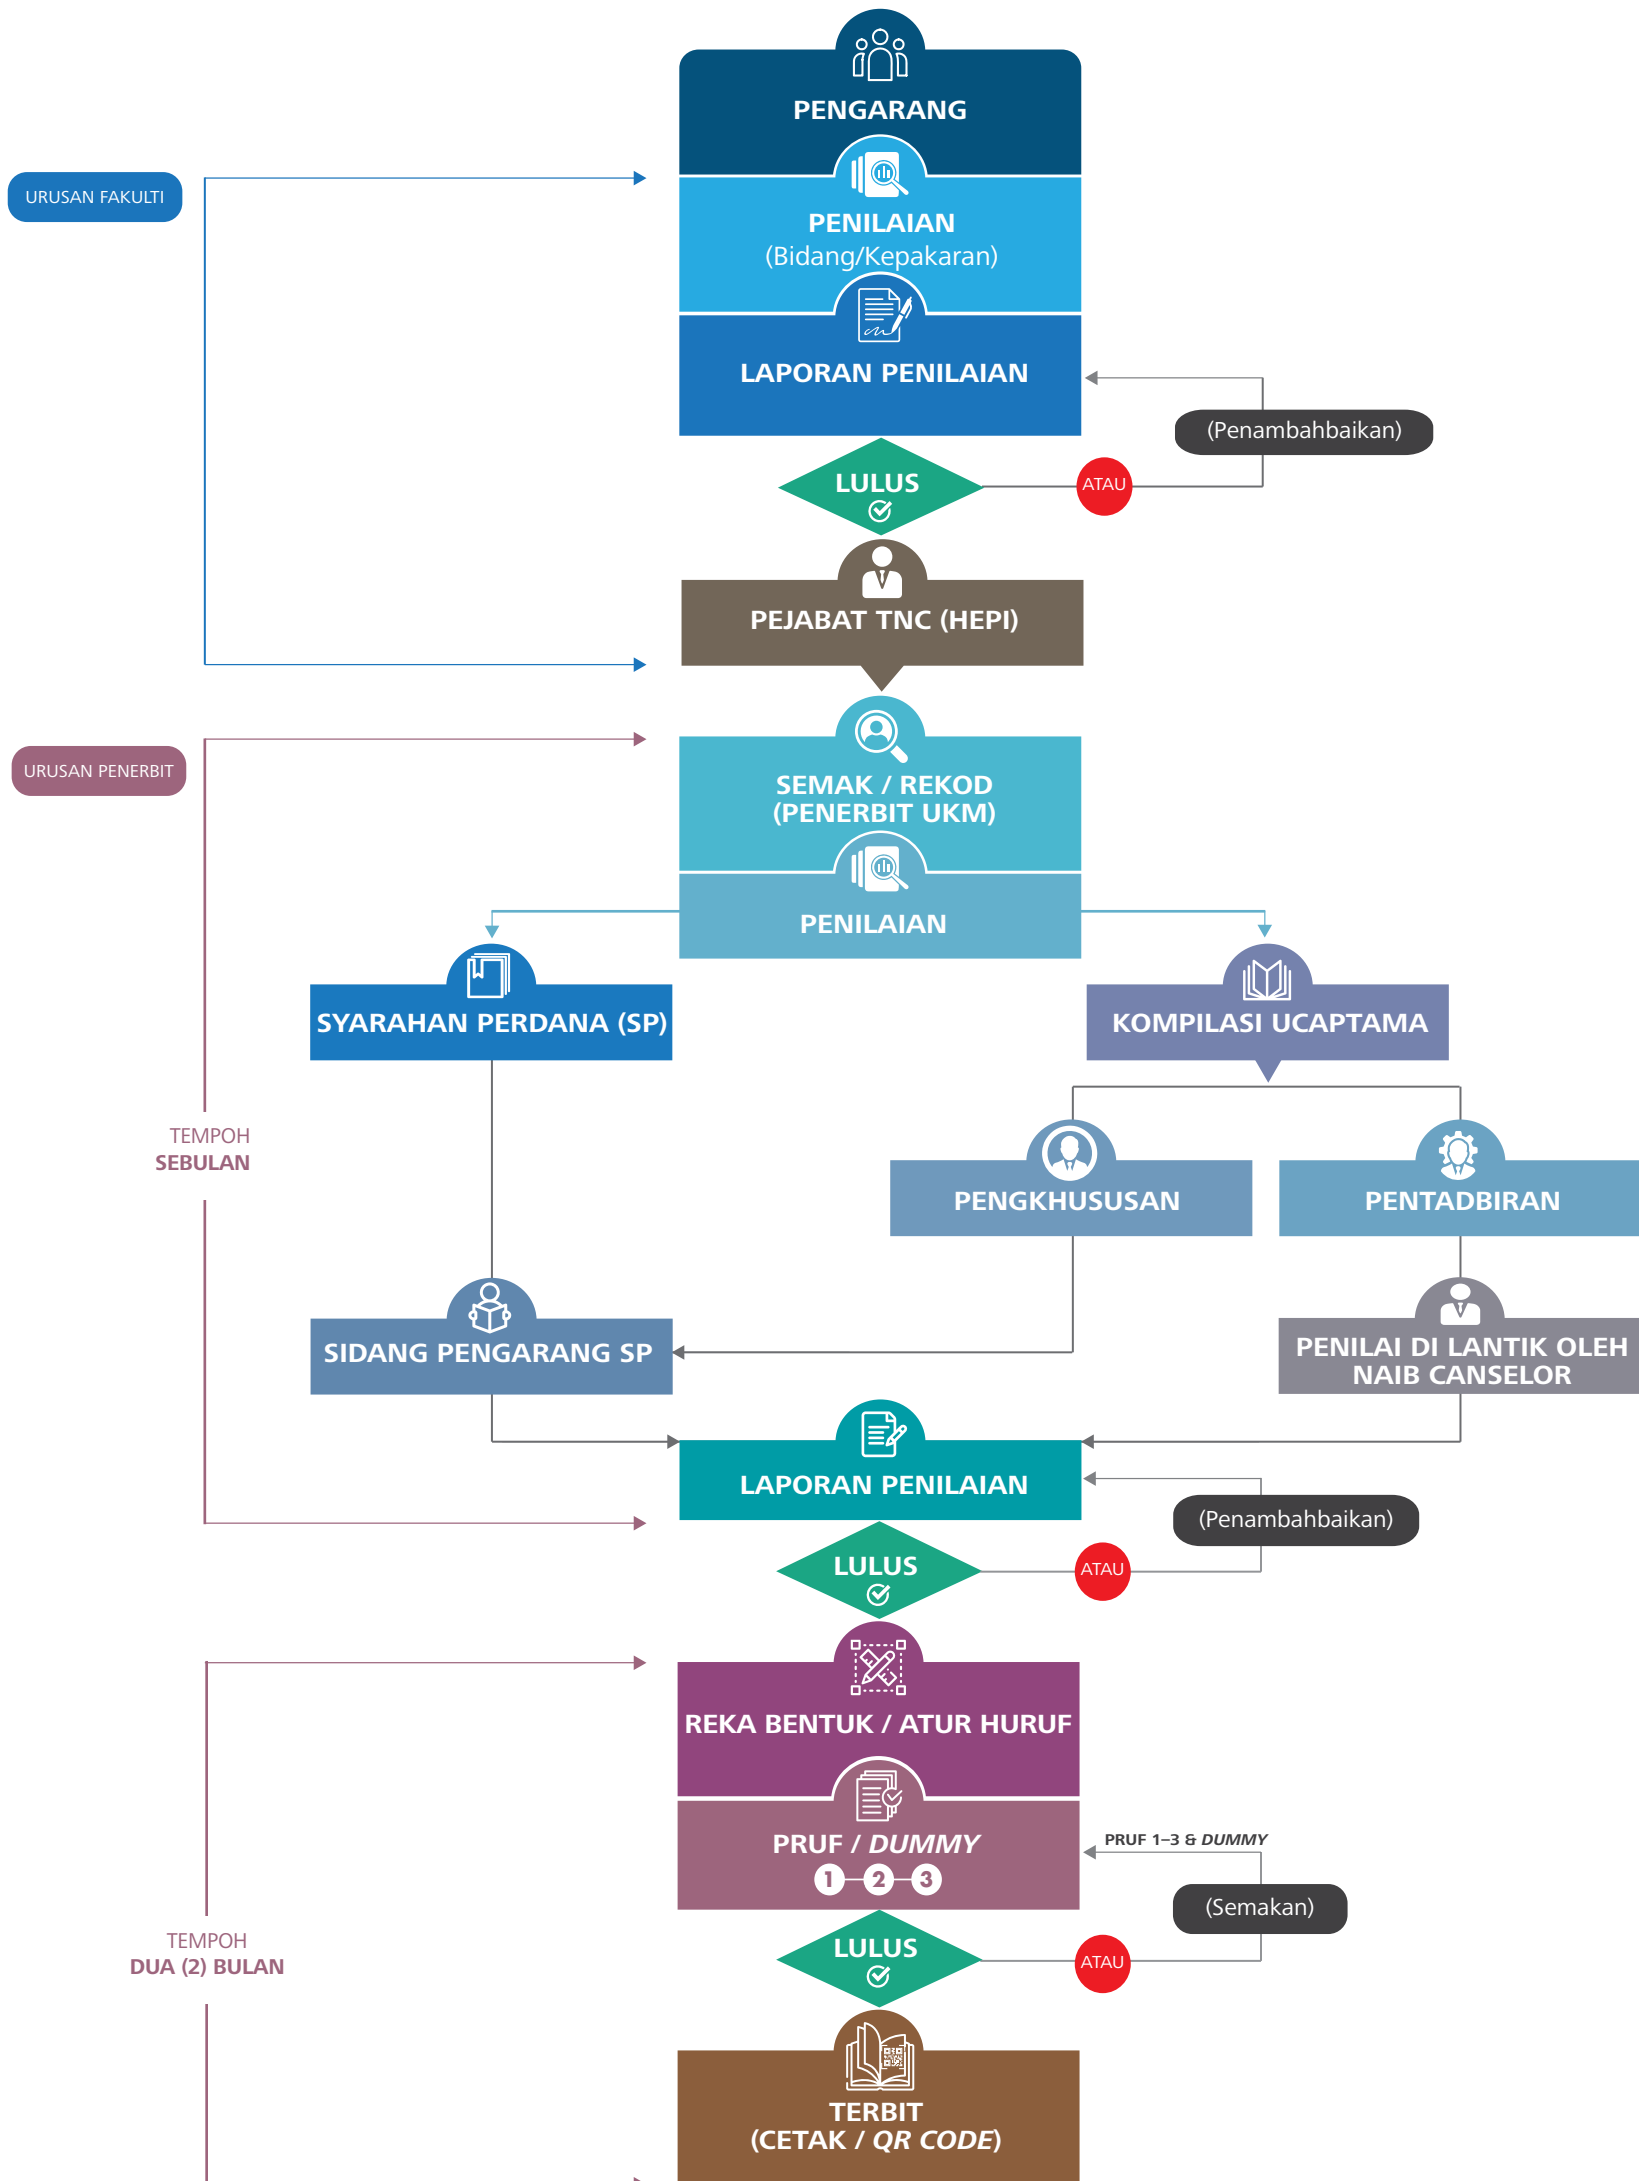 PENGARANG
URUSAN FAKULTI
PENILAIAN
(Bidang/Kepakaran)
LAPORAN PENILAIAN
(Penambahbaikan)
LULUS
ATAU
PEJABAT TNC (HEPI)
URUSAN PENERBIT
SEMAK / REKOD
(PENERBIT UKM)
PENILAIAN
SYARAHAN PERDANA (SP)
KOMPILASI UCAPTAMA
TEMPOH
SEBULAN
PENGKHUSUSAN
PENTADBIRAN
SIDANG PENGARANG SP
PENILAI DI LANTIK OLEH
NAIB CANSELOR
LAPORAN PENILAIAN
(Penambahbaikan)
LULUS
ATAU
REKA BENTUK / ATUR HURUF
PRUF / DUMMY
1 2 3
PRUF 1–3 & DUMMY
(Semakan)
TEMPOH
DUA (2) BULAN
LULUS
ATAU
TERBIT
(CETAK / QR CODE)